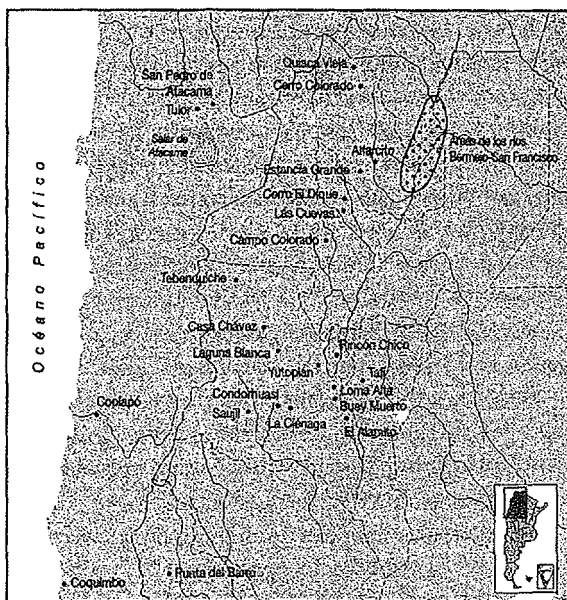 Quiaca Vieja
San Pedro de
Atacama
Cerro Colorado
Tulor
Salar de
Atacama
Alfarcito
Areas de los ríos
Bermejo-San Francisco
Estancia Grande
Cerro El Dique
Las Cuevas
Campo Colorado
Océano Pacífico
Tebenquiche
Casa Chávez
Rincón Chico
Laguna Blanca
Yutopián
Tafí
Loma Alta
Condorhuasi
Buey Muerto
Saujil
La Ciénaga
Copiapó
El Alamito
Punta del Barro
Coquimbo